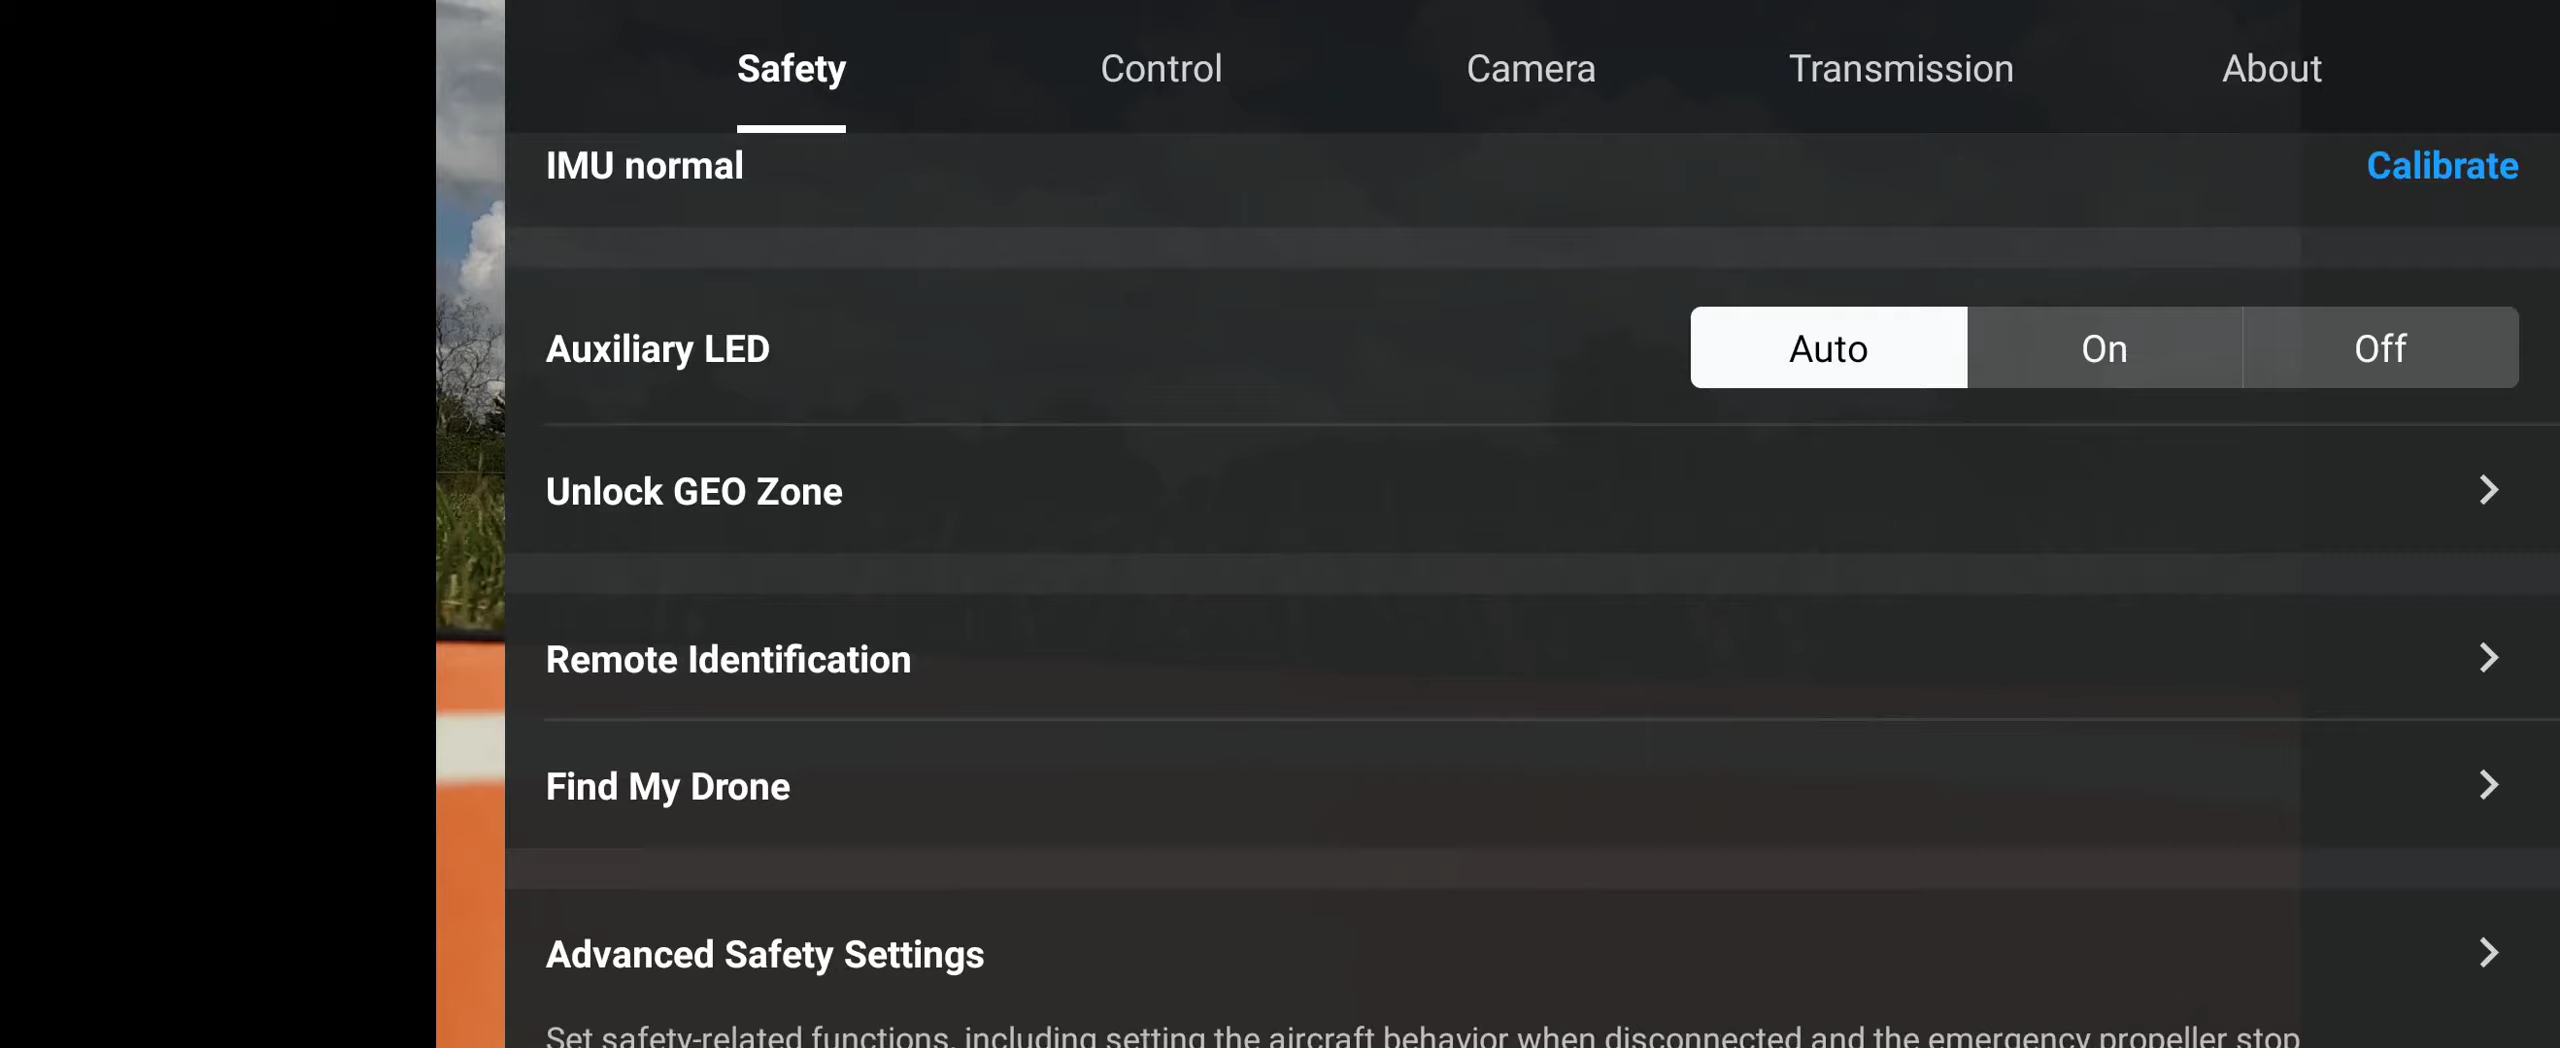 Safety Control Camera Transmission About
IMU normal Calibrate
Auxiliary LED Auto On Off
Unlock GEO Zone
Remote Identification
Find My Drone
Advanced Safety Settings
Set safety-related functions, including setting the aircraft behavior when disconnected and the emergency propeller stop